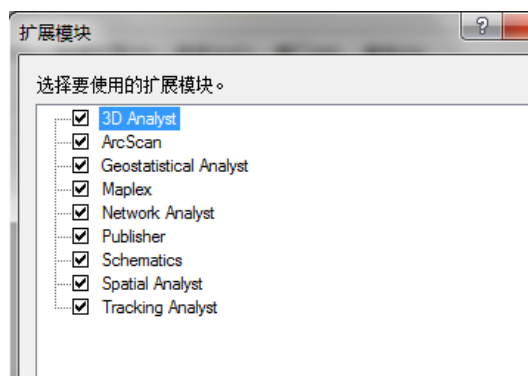 扩展模块
选择要使用的扩展模块。
3D Analyst
ArcScan
Geostatistical Analyst
Maplex
Network Analyst
Publisher
Schematics
Spatial Analyst
Tracking Analyst